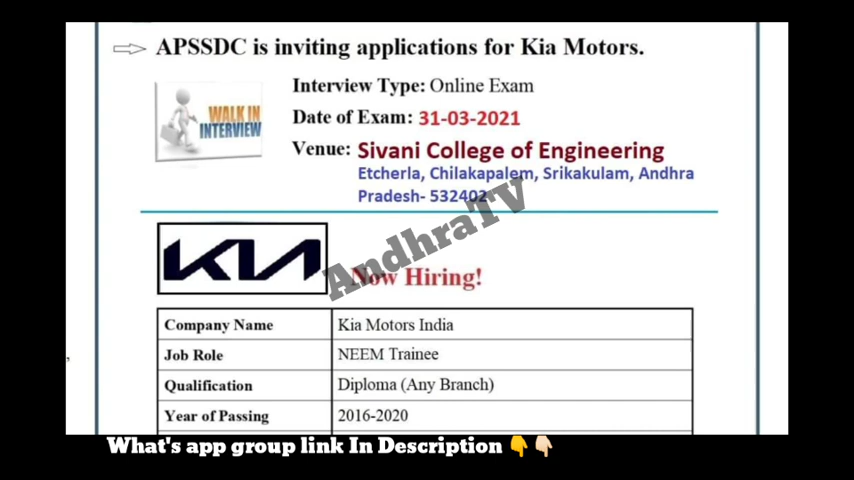 APSSDC is inviting applications for Kia Motors.
Interview Type: Online Exam
WALK IN
INTERVIEW
Date of Exam: 31-03-2021
Venue: Sivani College of Engineering
Etcherla, Chilakapalem, Srikakulam, Andhra
Pradesh- 532402
AndhraTV
KIA
Now Hiring!
Company Name Kia Motors India
Job Role NEEM Trainee
Qualification Diploma (Any Branch)
Year of Passing 2016-2020
What's app group link In Description 👇👇🏻